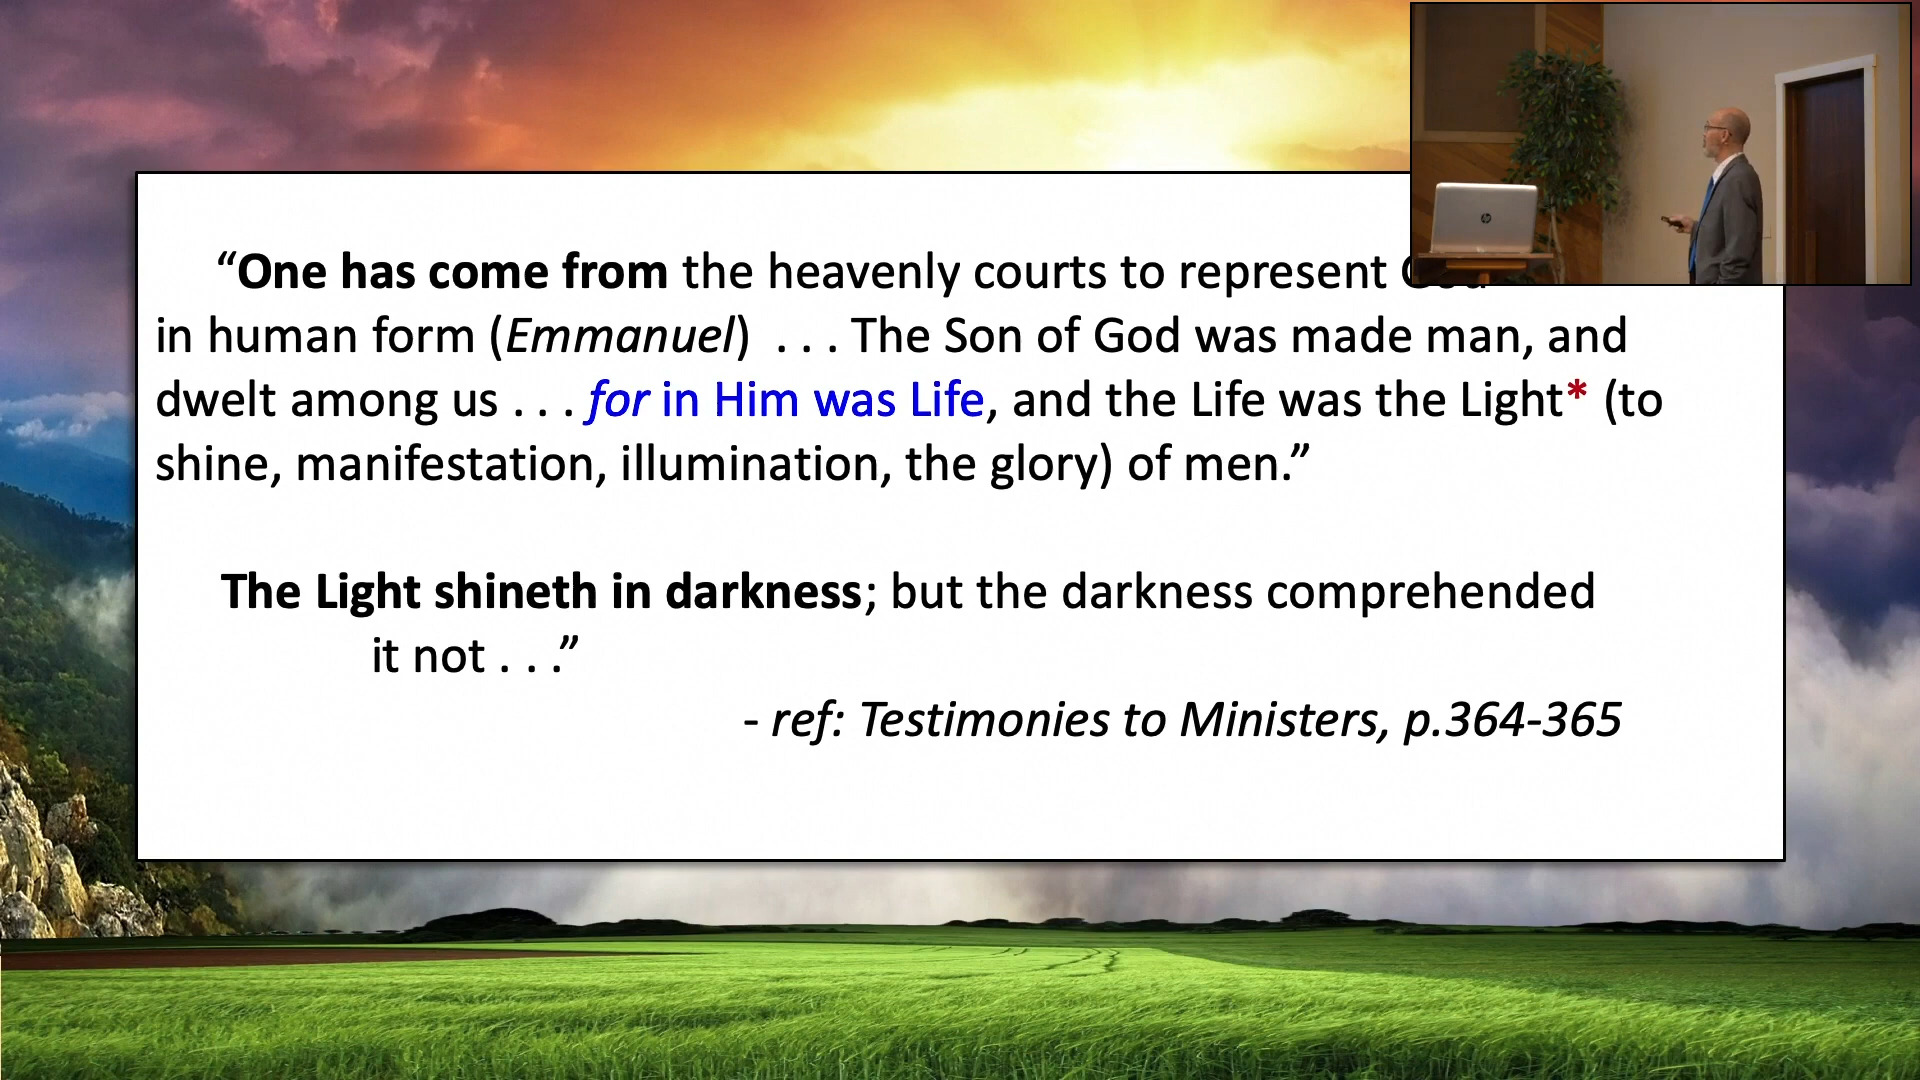 “One has come from the heavenly courts to represent God
in human form (Emmanuel) . . . The Son of God was made man, and
dwelt among us . . . for in Him was Life, and the Life was the Light* (to
shine, manifestation, illumination, the glory) of men.”
The Light shineth in darkness; but the darkness comprehended
it not . . .”
- ref: Testimonies to Ministers, p.364-365
hp